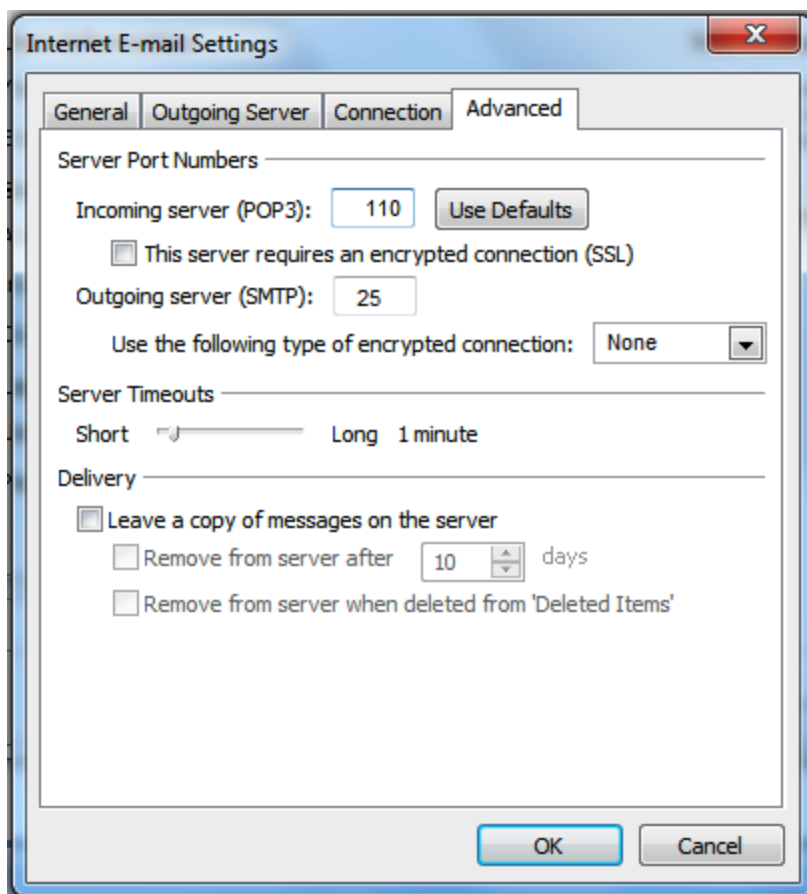 Internet E-mail Settings
X
General Outgoing Server Connection Advanced
Server Port Numbers
Incoming server (POP3): 110 Use Defaults
This server requires an encrypted connection (SSL)
Outgoing server (SMTP): 25
Use the following type of encrypted connection: None
Server Timeouts
Short Long 1 minute
Delivery
Leave a copy of messages on the server
Remove from server after 10 days
Remove from server when deleted from 'Deleted Items'
OK Cancel